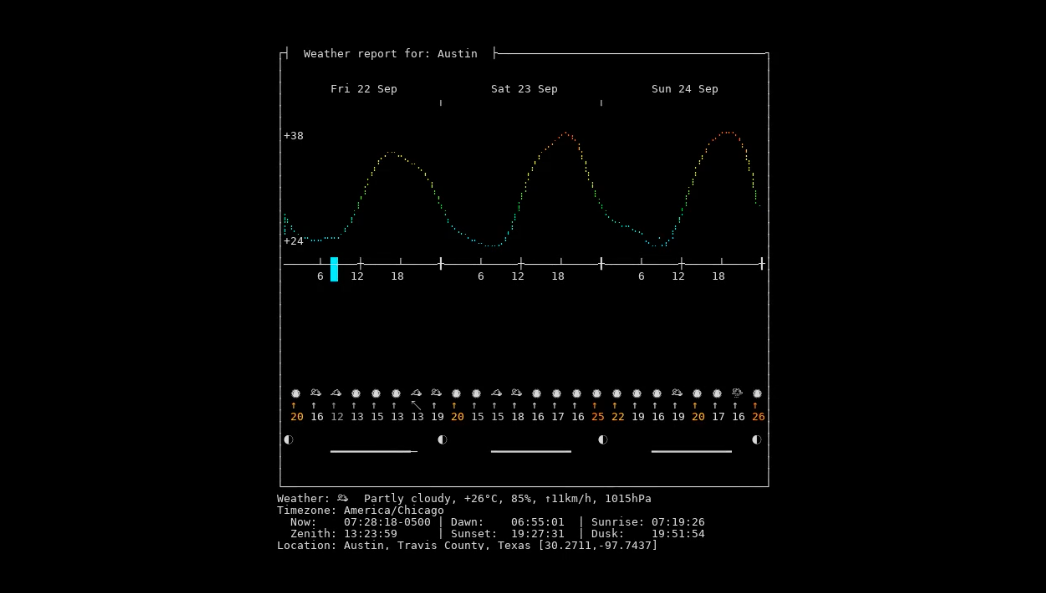 Weather report for: Austin
Fri 22 Sep Sat 23 Sep Sun 24 Sep
+38
+24
6 12 18 6 12 18 6 12 18
↑ ↑ ↑ ↑ ↑ ↑ ↖ ↑ ↑ ↑ ↑ ↑ ↑ ↑ ↑ ↑ ↑ ↑ ↑ ↑ ↑ ↑ ↑ ↑
20 16 12 13 15 13 13 19 20 15 15 18 16 17 16 25 22 19 16 19 20 17 16 26
Weather: Partly cloudy, +26°C, 85%, ↑11km/h, 1015hPa
Timezone: America/Chicago
Now: 07:28:18-0500 | Dawn: 06:55:01 | Sunrise: 07:19:26
Zenith: 13:23:59 | Sunset: 19:27:31 | Dusk: 19:51:54
Location: Austin, Travis County, Texas [30.2711,-97.7437]